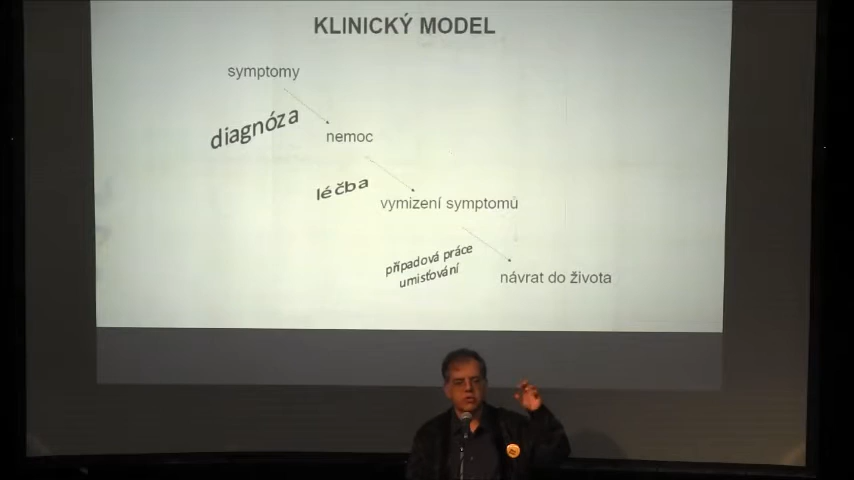 KLINICKÝ MODEL
symptomy
diagnóza
nemoc
léčba
vymizení symptomů
případová práce
umisťování
návrat do života